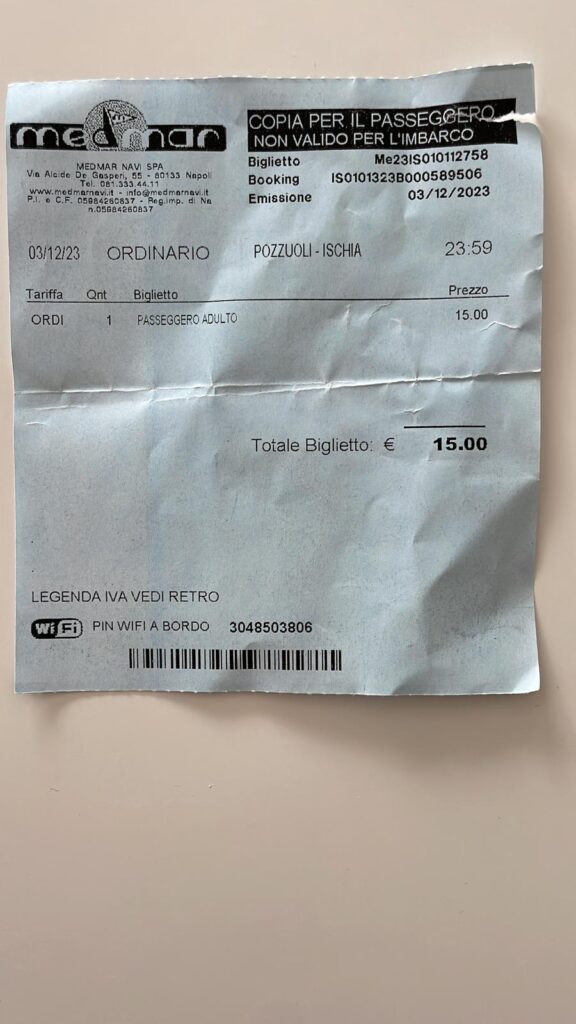 medmar
COPIA PER IL PASSEGGERO
NON VALIDO PER L'IMBARCO
MEDMAR NAVI SPA
Via Alcide De Gasperi, 55 - 80133 Napoli
Tel. 081.333.44.11
www.medmarnavi.it - info@medmarnavi.it
P.I. e C.F. 05984260837 - Reg.imp. di Na
n.05984260837
Biglietto Me23IS010112758
Booking IS0101323B000589506
Emissione 03/12/2023
03/12/23 ORDINARIO POZZUOLI - ISCHIA 23:59
Tariffa Qnt Biglietto Prezzo
ORDI 1 PASSEGGERO ADULTO 15.00
Totale Biglietto: € 15.00
LEGENDA IVA VEDI RETRO
WiFi PIN WIFI A BORDO 3048503806